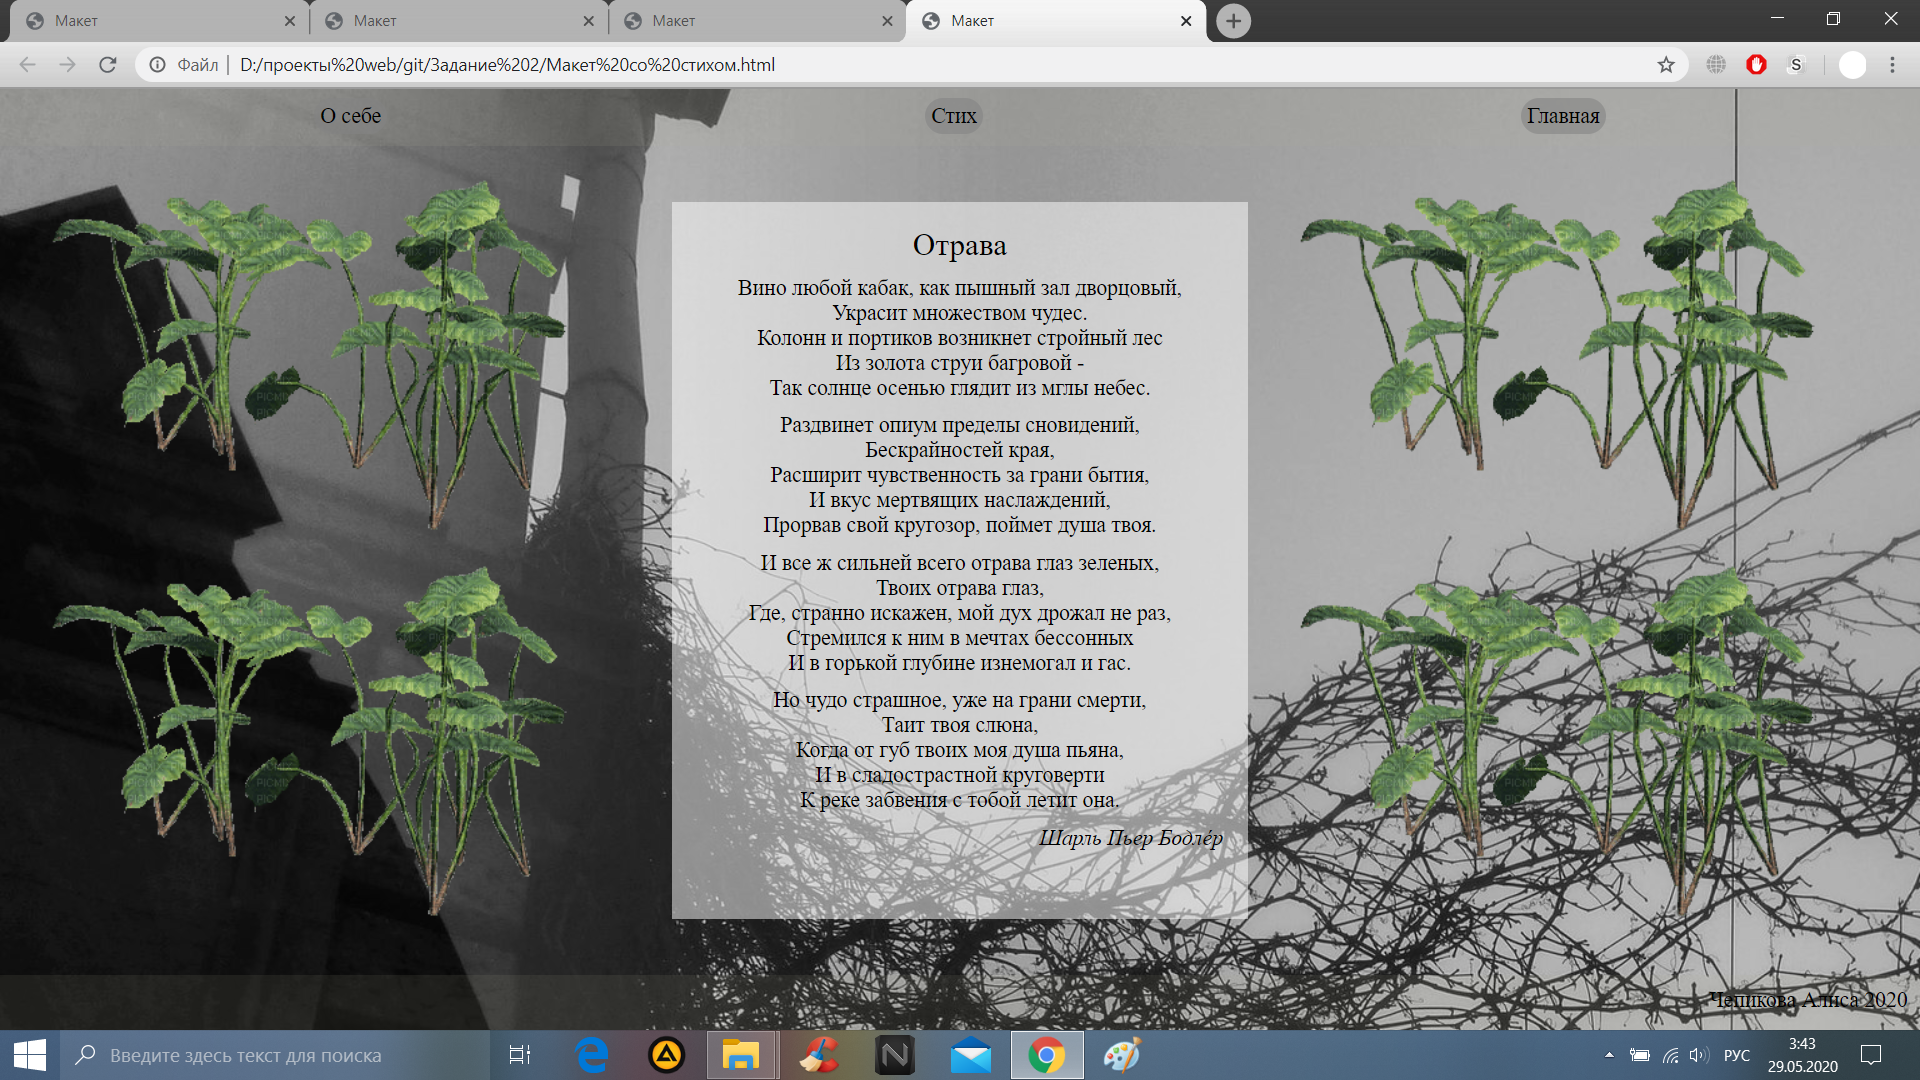 Макет
Макет
Макет
Макет
Файл
D:/проекты%20web/git/Задание%202/Макет%20со%20стихом.html
S
О себе
Стих
Главная
Отрава
Вино любой кабак, как пышный зал дворцовый,
Украсит множеством чудес.
Колонн и портиков возникнет стройный лес
Из золота струи багровой -
Так солнце осенью глядит из мглы небес.
Раздвинет опиум пределы сновидений,
Бескрайностей края,
Расширит чувственность за грани бытия,
И вкус мертвящих наслаждений,
Прорвав свой кругозор, поймет душа твоя.
И все ж сильней всего отрава глаз зеленых,
Твоих отрава глаз,
Где, странно искажен, мой дух дрожал не раз,
Стремился к ним в мечтах бессонных
И в горькой глубине изнемогал и гас.
Но чудо страшное, уже на грани смерти,
Таит твоя слюна,
Когда от губ твоих моя душа пьяна,
И в сладострастной круговерти
К реке забвения с тобой летит она.
Шарль Пьер Бодле́р
Чепикова Алиса 2020
Введите здесь текст для поиска
N
РУС
3:43
29.05.2020